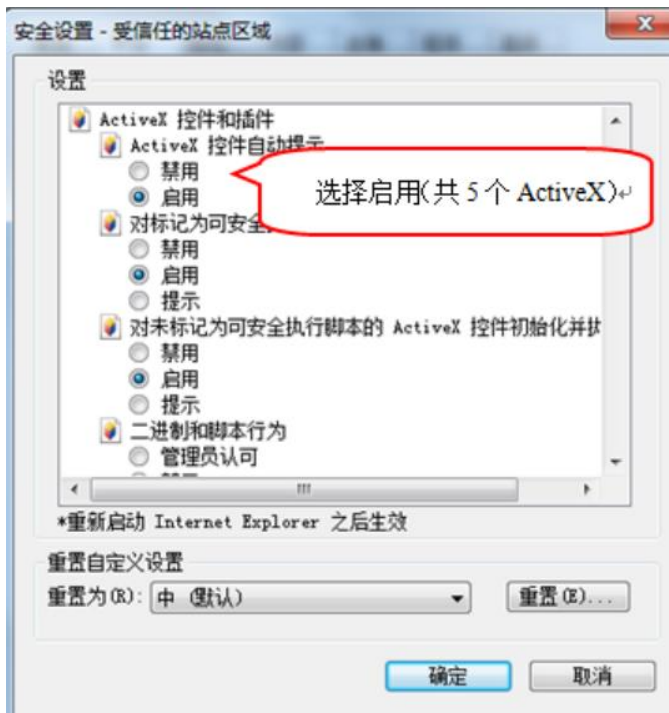 安全设置 - 受信任的站点区域
设置
ActiveX 控件和插件
ActiveX 控件自动提示
禁用
启用
选择启用(共 5 个 ActiveX)↵
对标记为可安全
禁用
启用
提示
对未标记为可安全执行脚本的 ActiveX 控件初始化并执
禁用
启用
提示
二进制和脚本行为
管理员认可
*重新启动 Internet Explorer 之后生效
重置自定义设置
重置为(R): 中 (默认)
重置(E)...
确定
取消